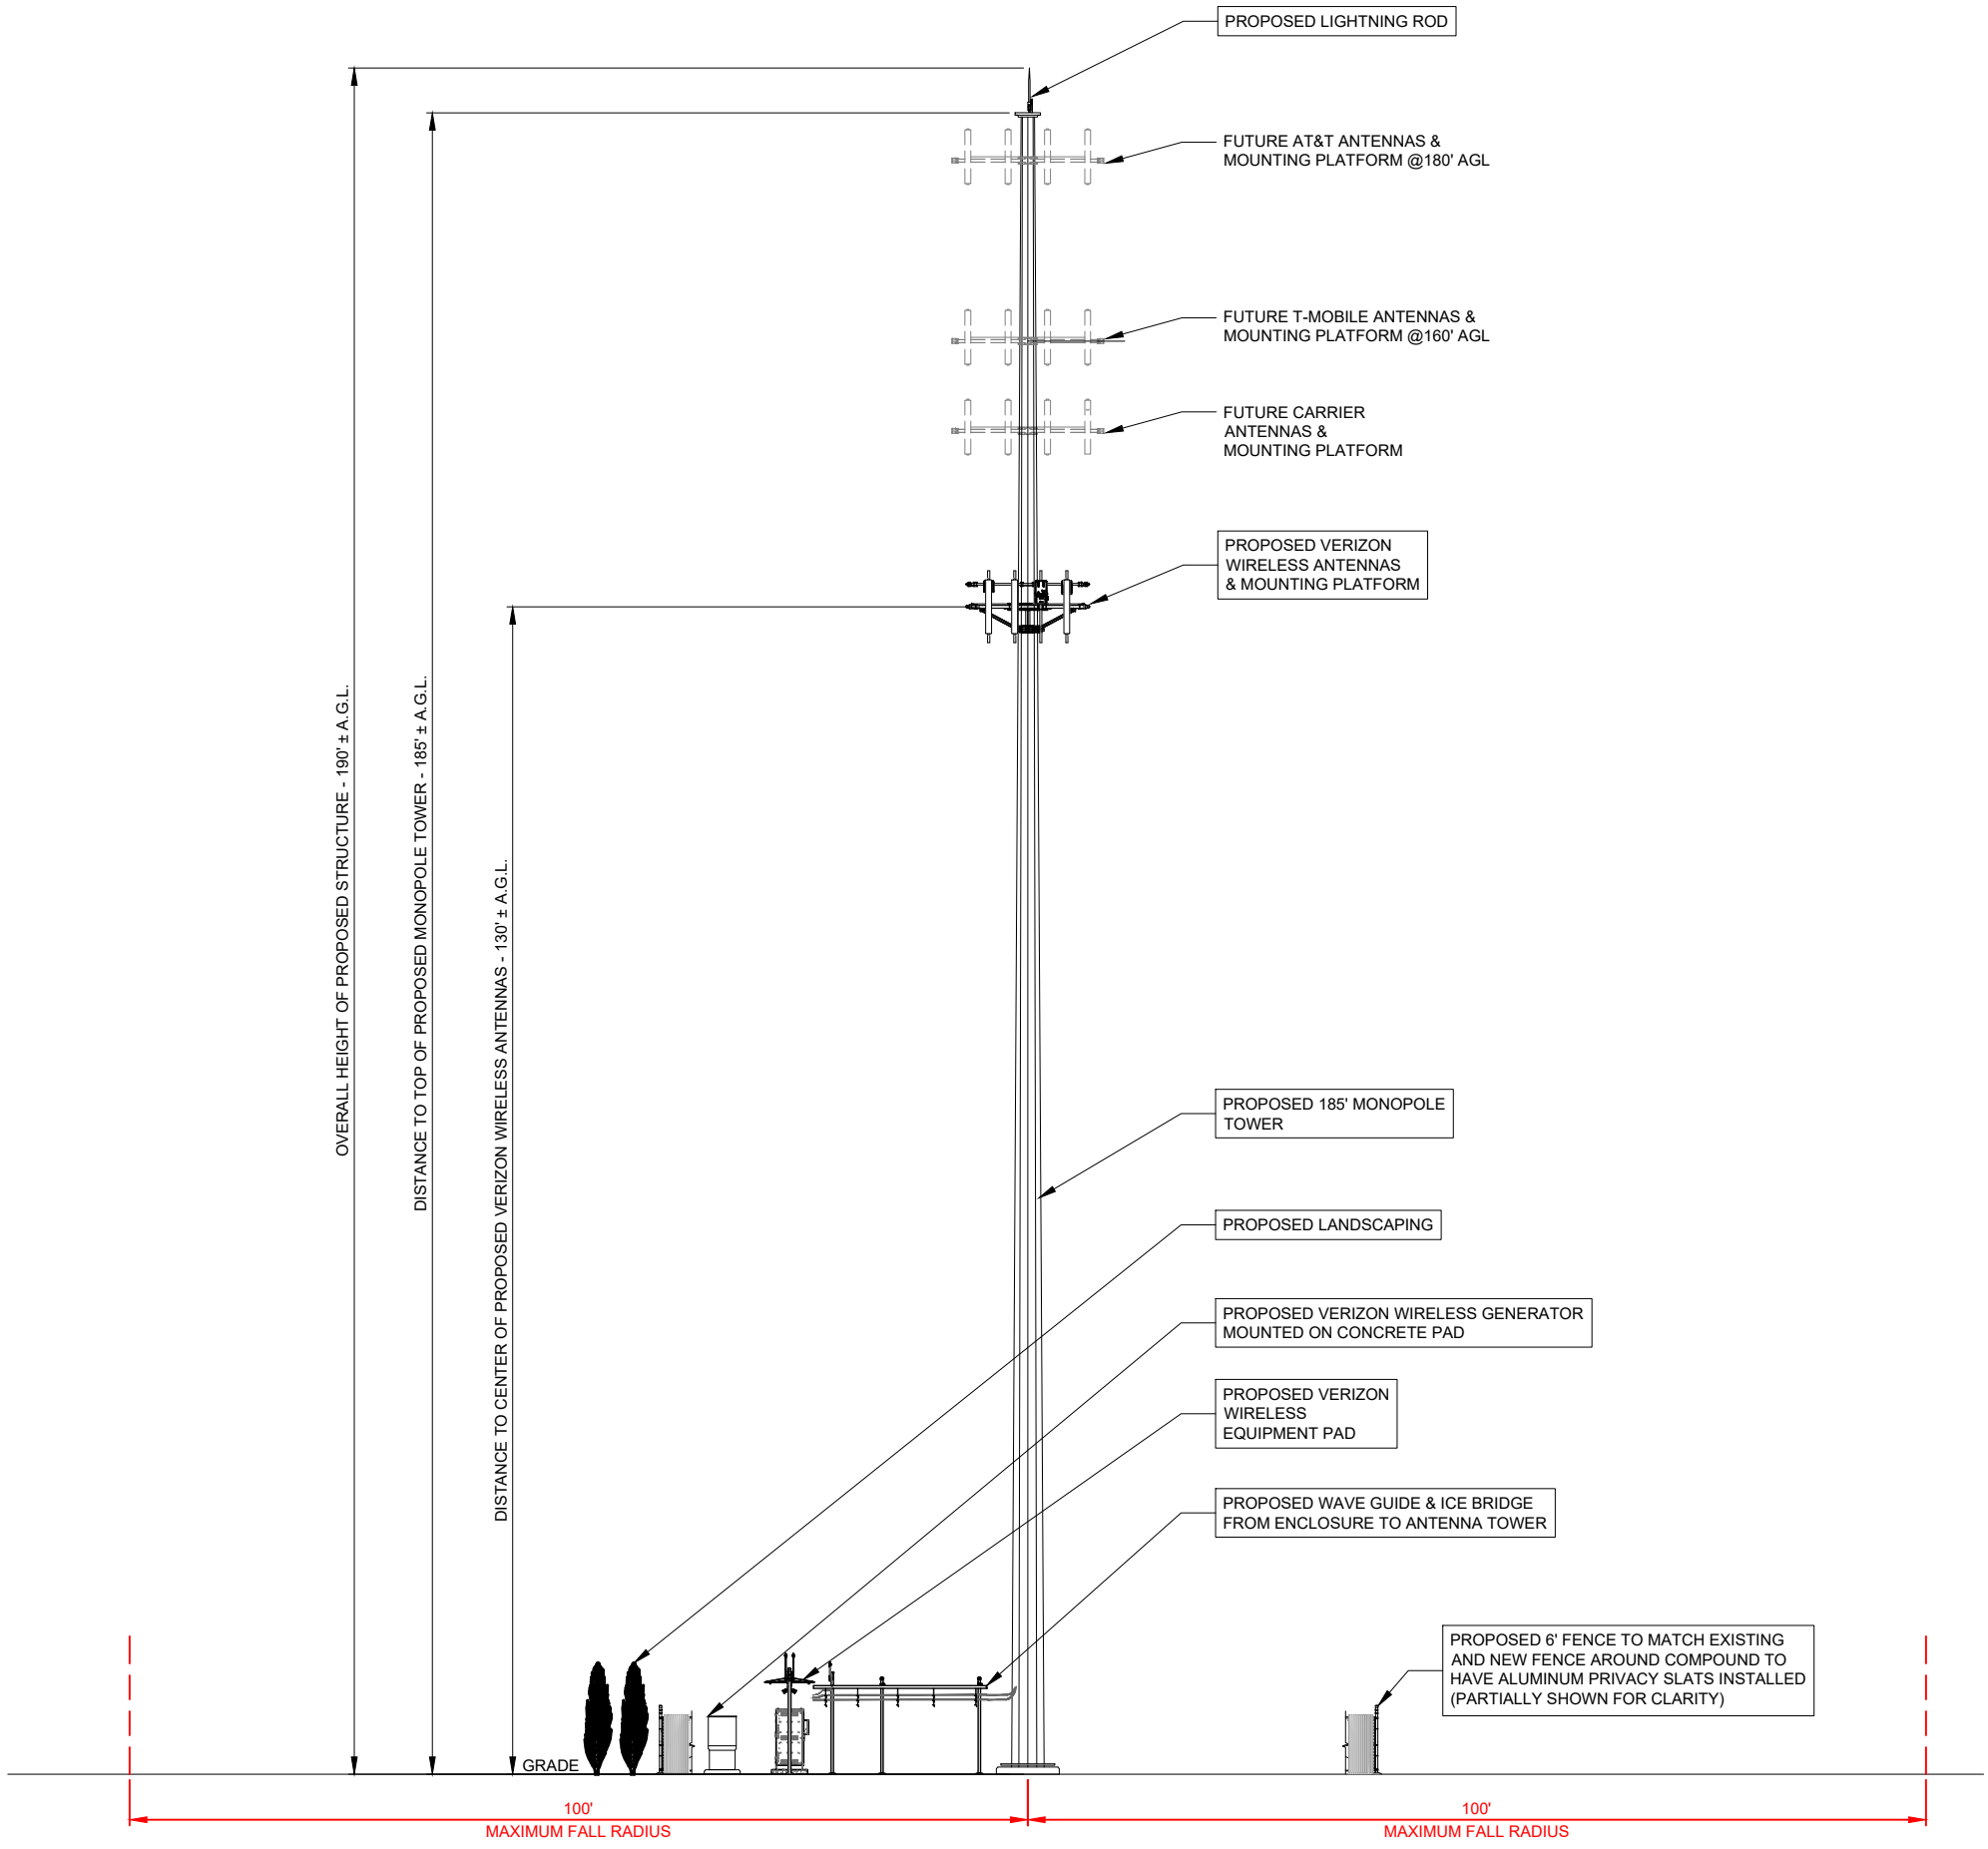 PROPOSED LIGHTNING ROD
FUTURE AT&T ANTENNAS &
MOUNTING PLATFORM @180' AGL
FUTURE T-MOBILE ANTENNAS &
MOUNTING PLATFORM @160' AGL
FUTURE CARRIER
ANTENNAS &
MOUNTING PLATFORM
PROPOSED VERIZON
WIRELESS ANTENNAS
& MOUNTING PLATFORM
OVERALL HEIGHT OF PROPOSED STRUCTURE - 190' ± A.G.L.
DISTANCE TO TOP OF PROPOSED MONOPOLE TOWER - 185' ± A.G.L.
DISTANCE TO CENTER OF PROPOSED VERIZON WIRELESS ANTENNAS - 130' ± A.G.L.
PROPOSED 185' MONOPOLE
TOWER
PROPOSED LANDSCAPING
PROPOSED VERIZON WIRELESS GENERATOR
MOUNTED ON CONCRETE PAD
PROPOSED VERIZON
WIRELESS
EQUIPMENT PAD
PROPOSED WAVE GUIDE & ICE BRIDGE
FROM ENCLOSURE TO ANTENNA TOWER
PROPOSED 6' FENCE TO MATCH EXISTING
AND NEW FENCE AROUND COMPOUND TO
HAVE ALUMINUM PRIVACY SLATS INSTALLED
(PARTIALLY SHOWN FOR CLARITY)
GRADE
100'
MAXIMUM FALL RADIUS
100'
MAXIMUM FALL RADIUS